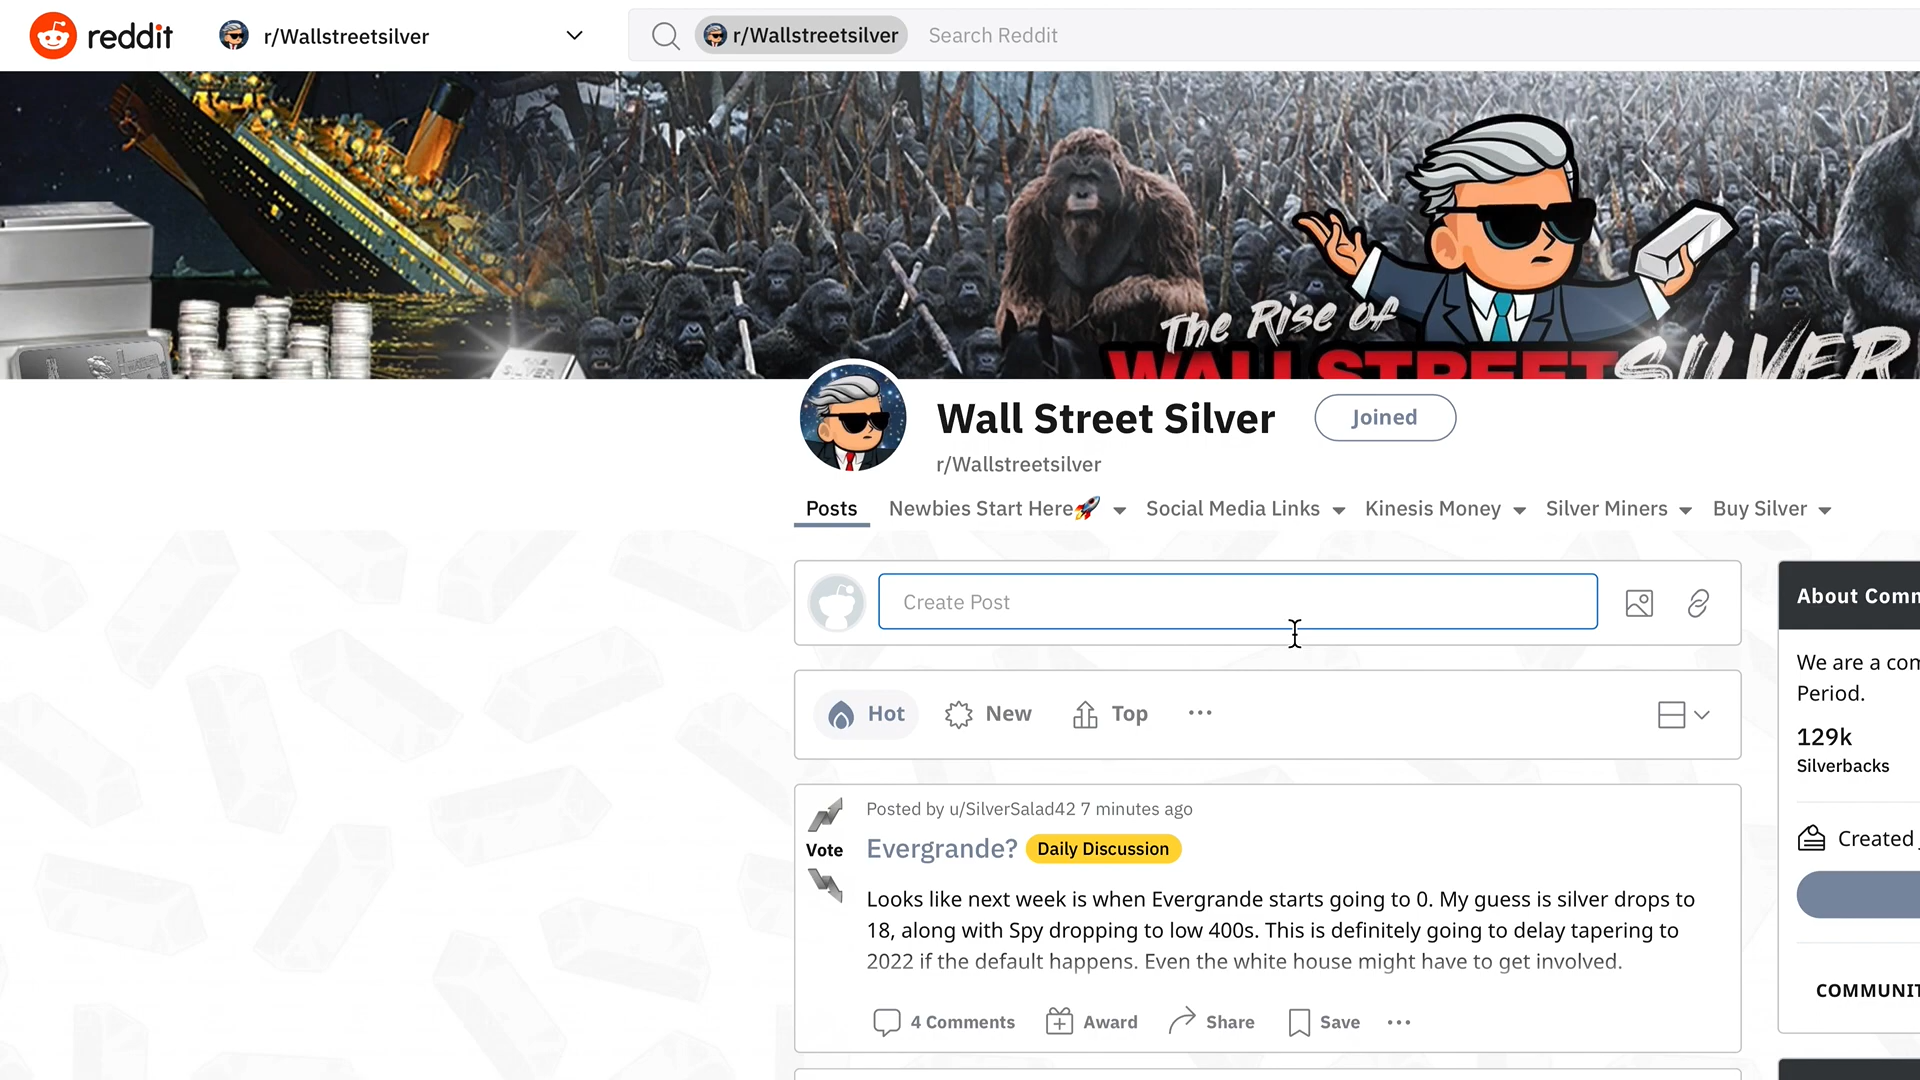 reddit
r/Wallstreetsilver
r/Wallstreetsilver Search Reddit
The Rise of
WALLSTREETSILVER
Wall Street Silver
Joined
r/Wallstreetsilver
Posts Newbies Start Here🚀 Social Media Links Kinesis Money Silver Miners Buy Silver
Create Post
Hot New Top ...
Posted by u/SilverSalad42 7 minutes ago
Vote
Evergrande? Daily Discussion
Looks like next week is when Evergrande starts going to 0. My guess is silver drops to
18, along with Spy dropping to low 400s. This is definitely going to delay tapering to
2022 if the default happens. Even the white house might have to get involved.
4 Comments Award Share Save ...
About Comm
We are a com
Period.
129k
Silverbacks
Created
COMMUNIT